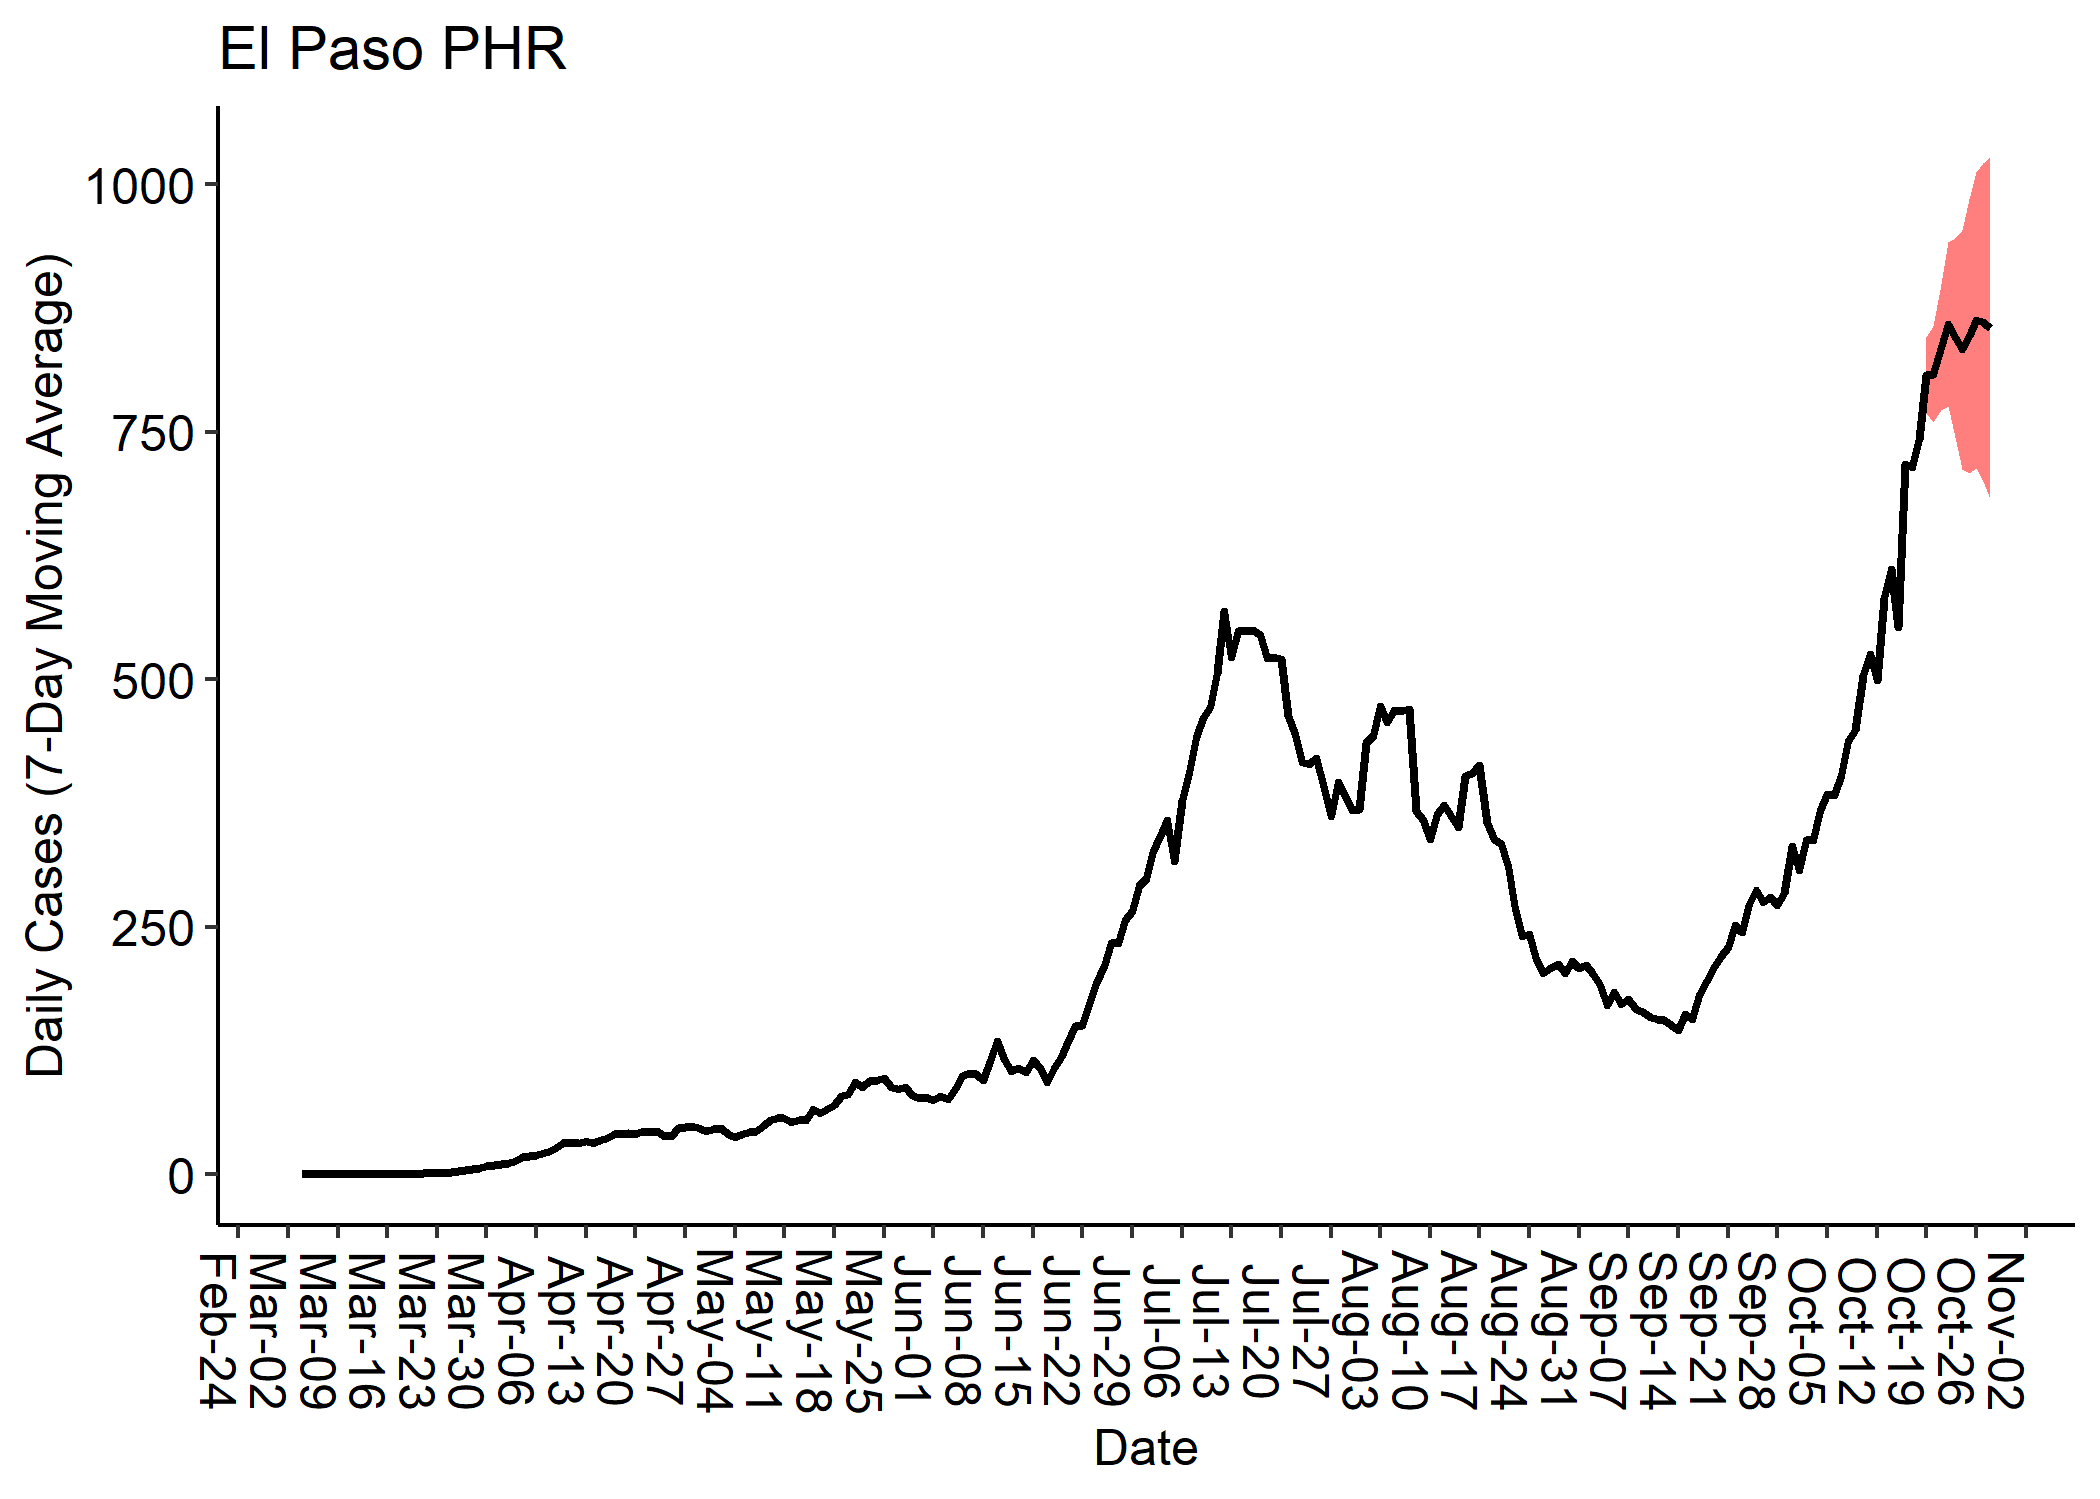 El Paso PHR
Daily Cases (7-Day Moving Average)
1000
750
500
250
0
Feb-24
Mar-02
Mar-09
Mar-16
Mar-23
Mar-30
Apr-06
Apr-13
Apr-20
Apr-27
May-04
May-11
May-18
May-25
Jun-01
Jun-08
Jun-15
Jun-22
Jun-29
Jul-06
Jul-13
Jul-20
Jul-27
Aug-03
Aug-10
Aug-17
Aug-24
Aug-31
Sep-07
Sep-14
Sep-21
Sep-28
Oct-05
Oct-12
Oct-19
Oct-26
Nov-02
Date